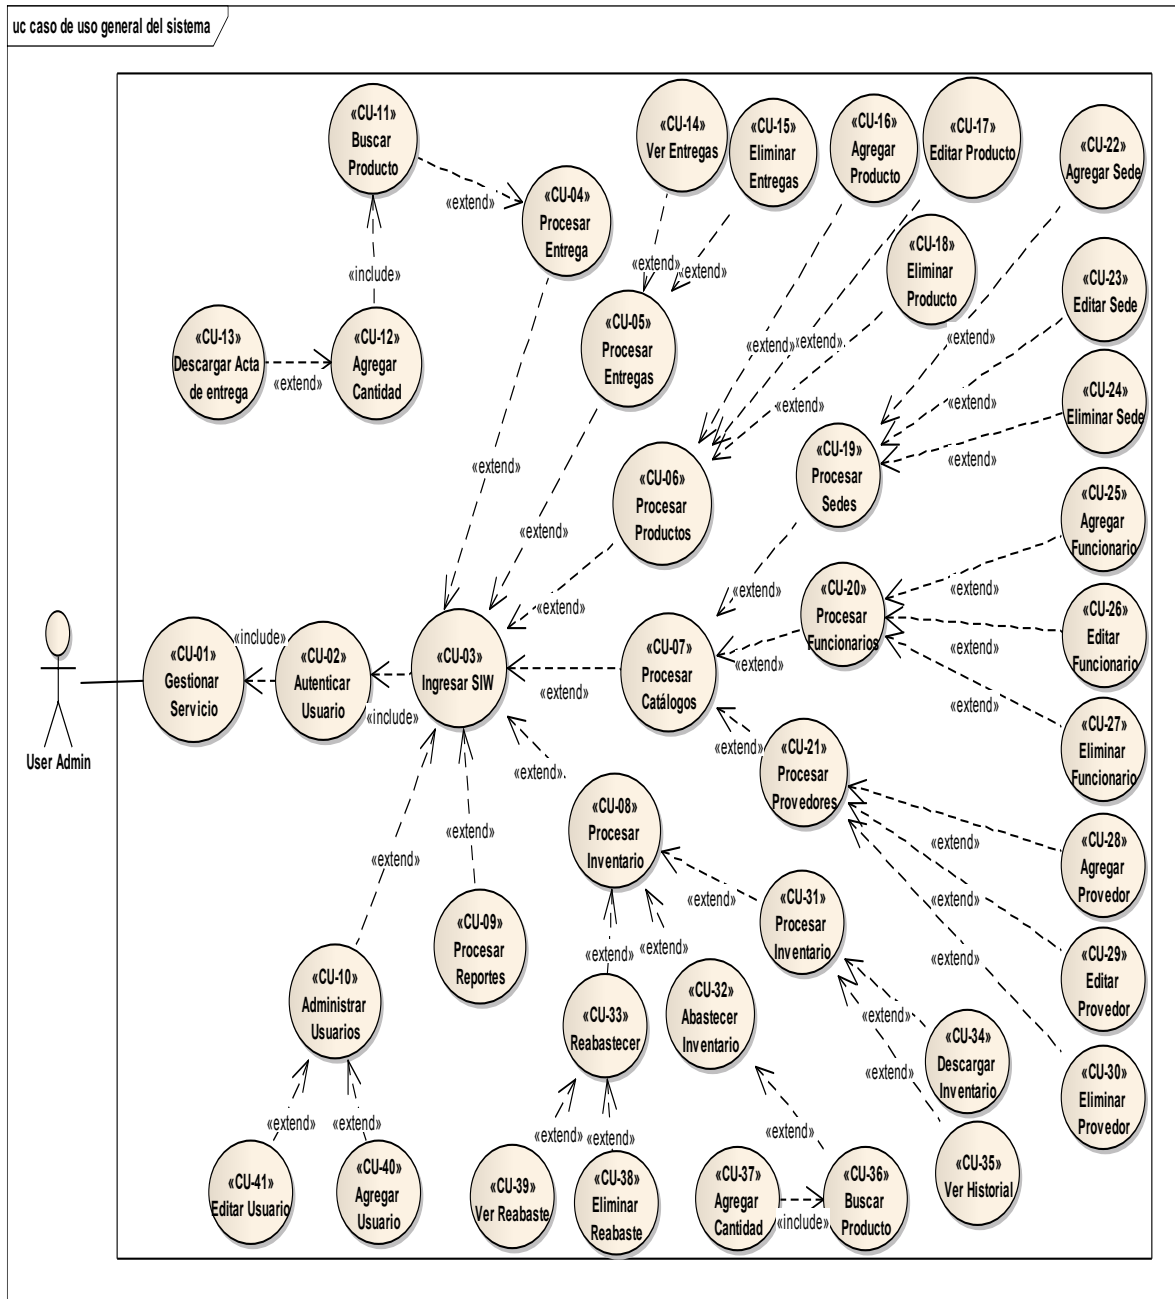 uc caso de uso general del sistema
«CU-11»
Buscar
Producto
«extend»
«CU-04»
Procesar
Entrega
«include»
«CU-13»
Descargar Acta
de entrega
«extend»
«CU-12»
Agregar
Cantidad
«extend»
«CU-14»
Ver Entregas
«CU-15»
Eliminar
Entregas
«extend»
«extend»
«CU-05»
Procesar
Entregas
«extend»
«CU-16»
Agregar
Producto
«CU-17»
Editar Producto
«CU-18»
Eliminar
Producto
«extend»
«extend»
«extend»
«CU-06»
Procesar
Productos
«extend»
«CU-22»
Agregar Sede
«CU-23»
Editar Sede
«CU-24»
Eliminar Sede
«extend»
«extend»
«extend»
«CU-19»
Procesar
Sedes
«extend»
«CU-25»
Agregar
Funcionario
«CU-26»
Editar
Funcionario
«CU-27»
Eliminar
Funcionario
«extend»
«extend»
«extend»
«CU-20»
Procesar
Funcionarios
«extend»
User Admin
«CU-01»
Gestionar
Servicio
«include»
«CU-02»
Autenticar
Usuario
«include»
«CU-03»
Ingresar SIW
«extend»
«CU-07»
Procesar
Catálogos
«extend»
«CU-21»
Procesar
Provedores
«extend»
«extend»
«extend»
«CU-28»
Agregar
Provedor
«CU-29»
Editar
Provedor
«CU-30»
Eliminar
Provedor
«extend»
«CU-08»
Procesar
Inventario
«extend»
«CU-31»
Procesar
Inventario
«extend»
«extend»
«CU-34»
Descargar
Inventario
«CU-35»
Ver Historial
«extend»
«extend»
«CU-33»
Reabastecer
«CU-32»
Abastecer
Inventario
«extend»
«extend»
«extend»
«CU-39»
Ver Reabaste
«CU-38»
Eliminar
Reabaste
«CU-37»
Agregar
Cantidad
«include»
«CU-36»
Buscar
Producto
«extend»
«CU-09»
Procesar
Reportes
«extend»
«CU-10»
Administrar
Usuarios
«extend»
«extend»
«CU-41»
Editar Usuario
«CU-40»
Agregar
Usuario